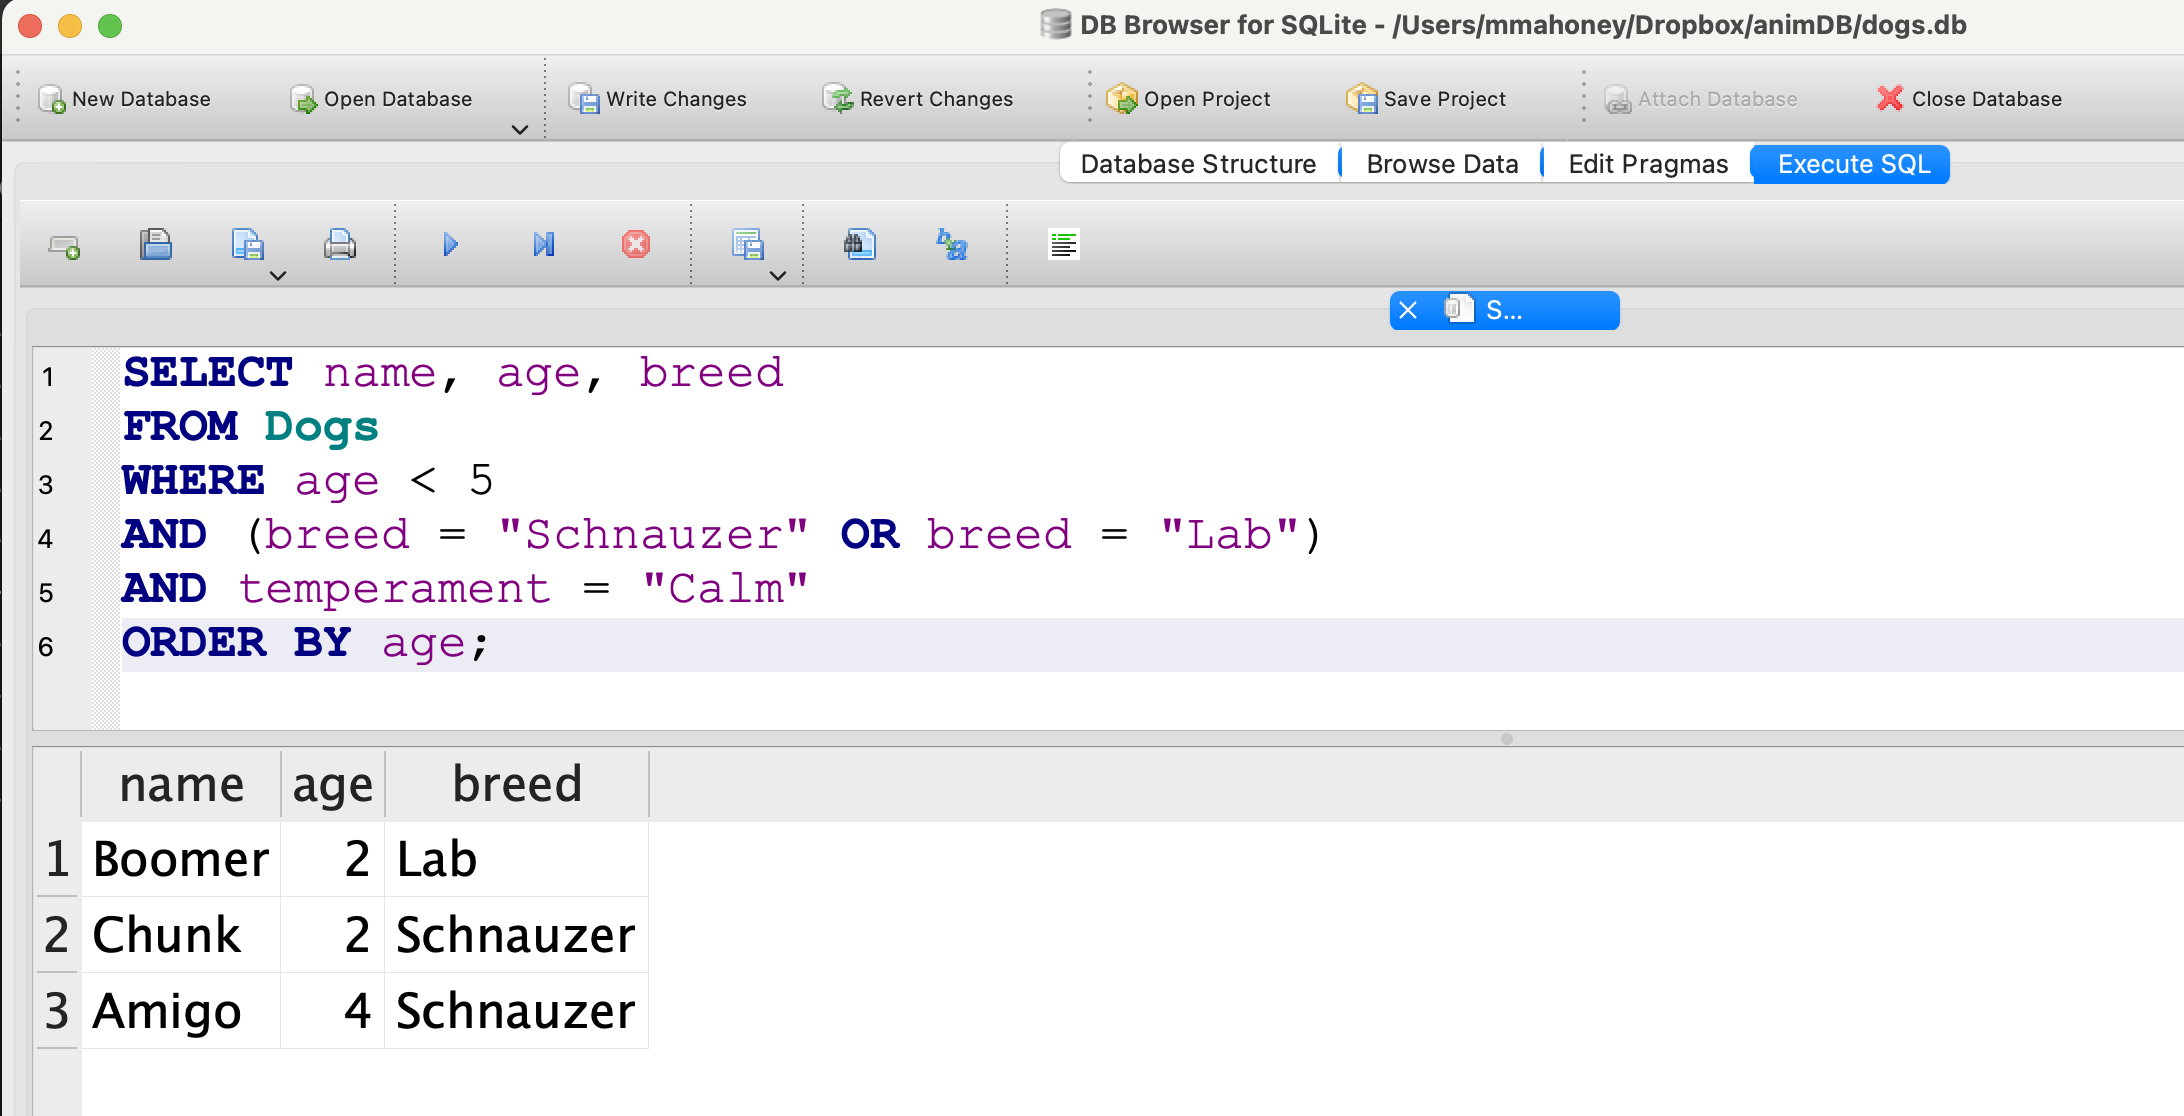 DB Browser for SQLite - /Users/mmahoney/Dropbox/animDB/dogs.db
New Database Open Database Write Changes Revert Changes Open Project Save Project Attach Database Close Database
Database Structure Browse Data Edit Pragmas Execute SQL
S...
1 SELECT name, age, breed
2 FROM Dogs
3 WHERE age < 5
4 AND (breed = "Schnauzer" OR breed = "Lab")
5 AND temperament = "Calm"
6 ORDER BY age;
name age breed
1 Boomer 2 Lab
2 Chunk 2 Schnauzer
3 Amigo 4 Schnauzer